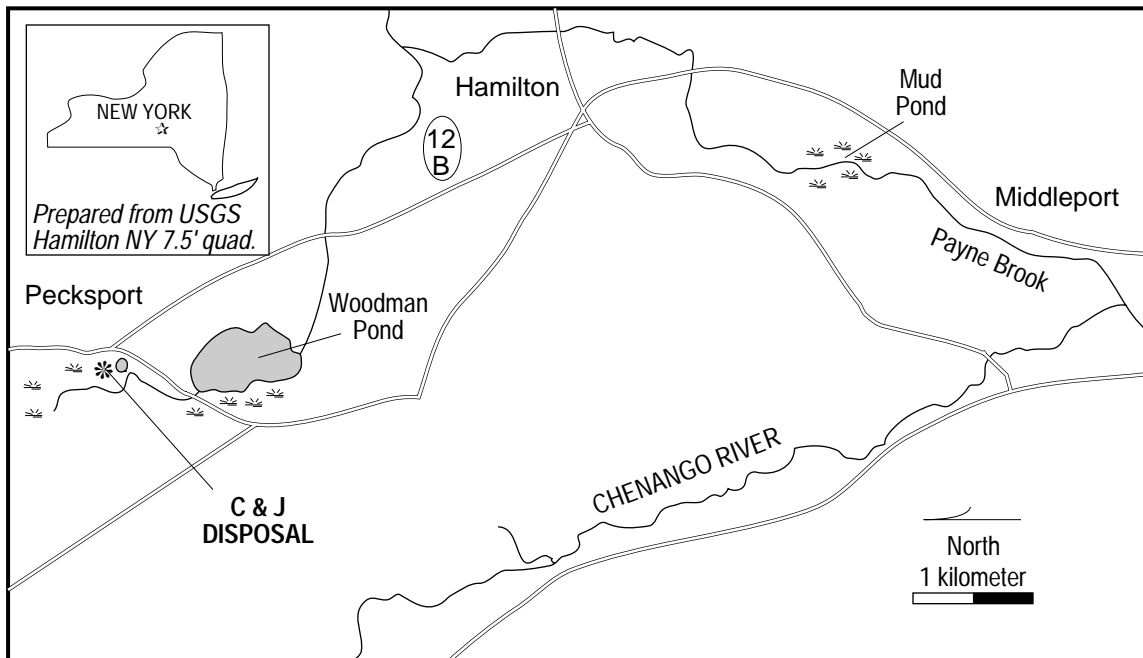 NEW YORK
Prepared from USGS
Hamilton NY 7.5' quad.
Hamilton
12
B
Mud
Pond
Middleport
Payne Brook
Pecksport
Woodman
Pond
C & J
DISPOSAL
CHENANGO RIVER
North
1 kilometer